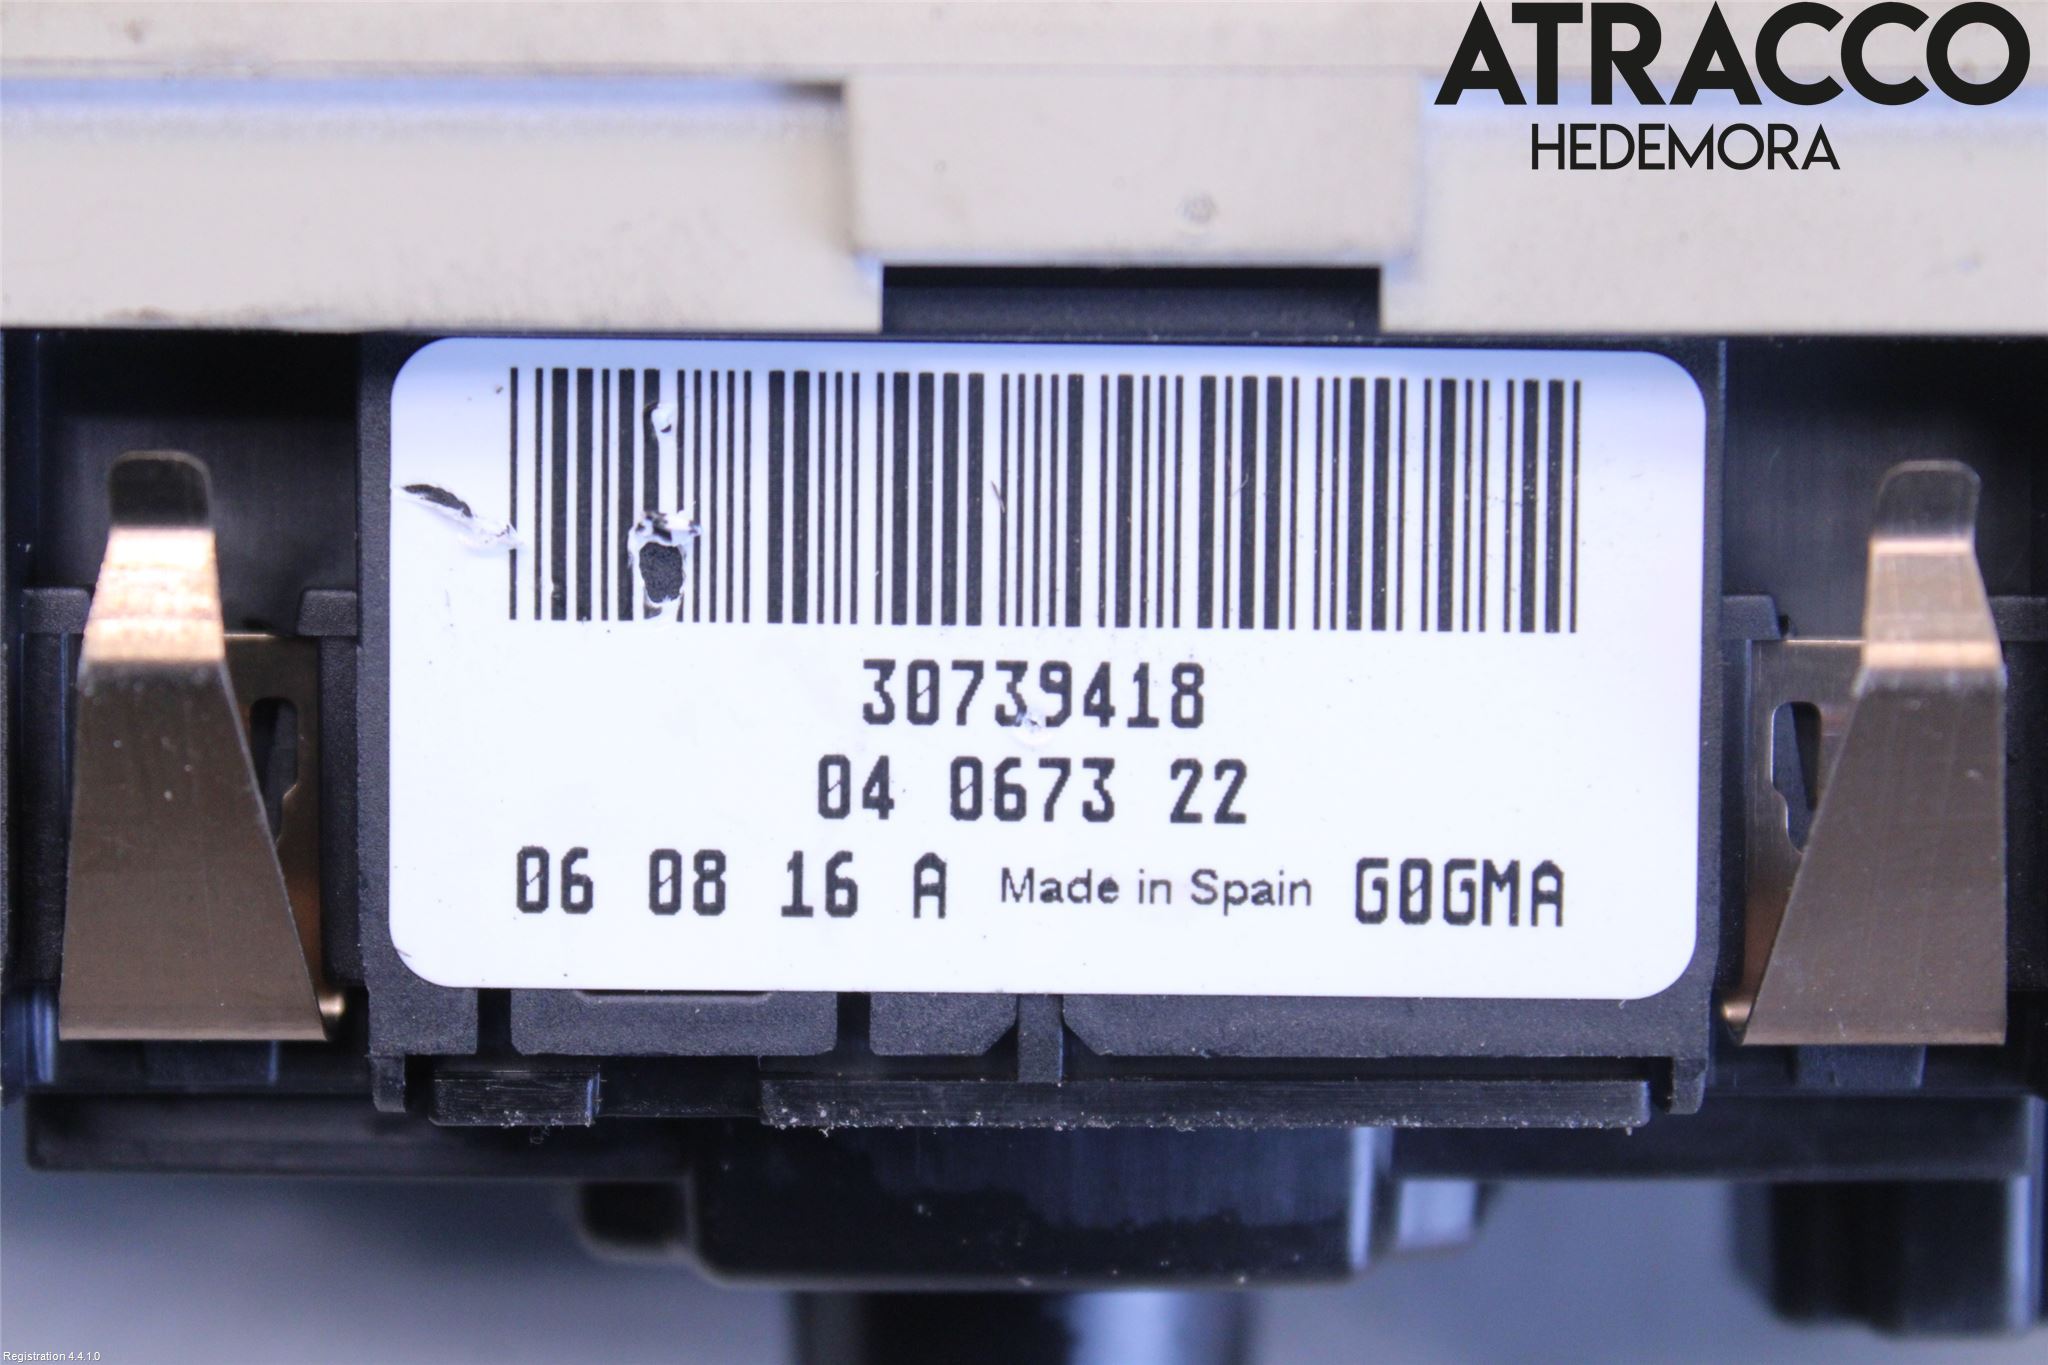 ATRACCO
HEDEMORA
30739418
04 0673 22
06 08 16 A Made in Spain G0GMA
Registration 4.4.1.0